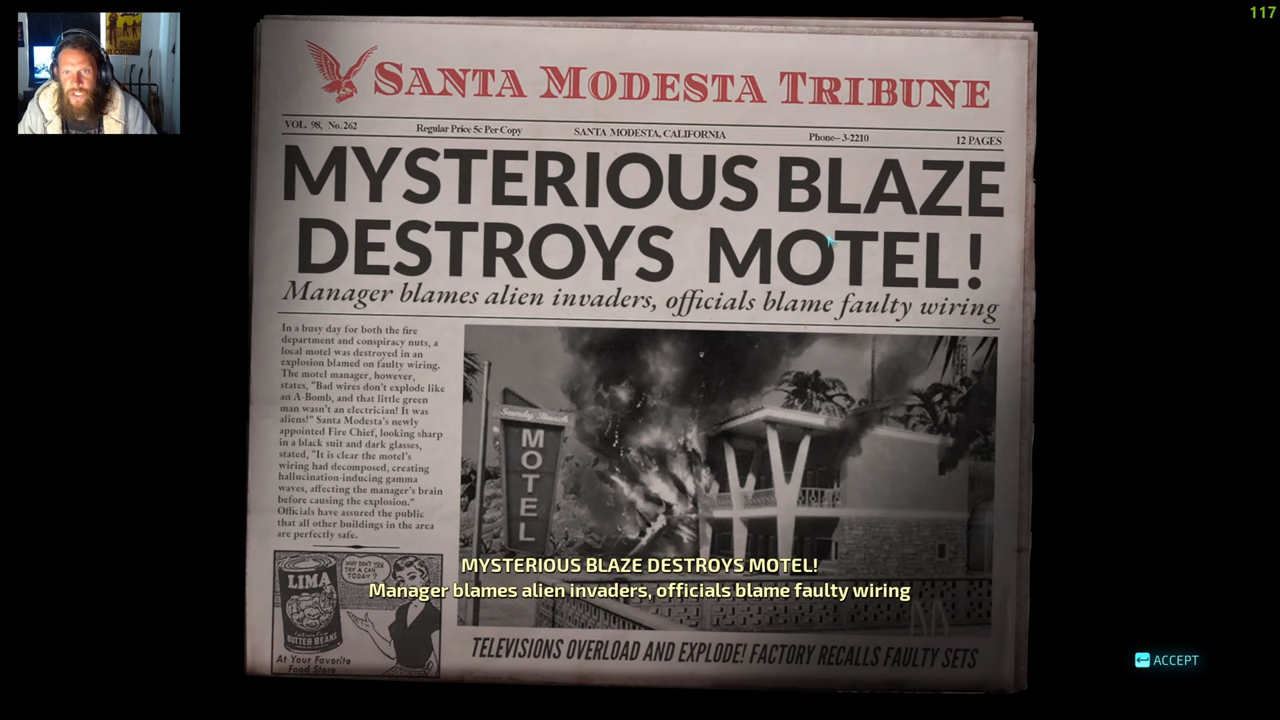 117
SANTA MODESTA TRIBUNE
VOL. 98, No. 262 Regular Price 5c Per Copy SANTA MODESTA, CALIFORNIA Phone–3-2210 12 PAGES
MYSTERIOUS BLAZE
DESTROYS MOTEL!
Manager blames alien invaders, officials blame faulty wiring
In a busy day for both the fire
department and conspiracy nuts, a
local motel was destroyed in an
explosion blamed on faulty wiring.
The motel manager, however,
states, "Bad wires don't explode like
an A-Bomb, and that little green
man wasn't an electrician! It was
aliens!" Santa Modesta's newly
appointed Fire Chief, looking sharp
in a black suit and dark glasses,
stated, "It is clear the motel's
wiring had decomposed, creating
hallucination-inducing gamma
waves, affecting the manager's brain
before causing the explosion."
Officials have assured the public
that all other buildings in the area
are perfectly safe.
Sandy Beach
MOTEL
WHY DON'T YOU
TRY A CAN
TODAY?
LIMA
BUTTER BEANS
At Your Favorite
Food Store
MYSTERIOUS BLAZE DESTROYS MOTEL!
Manager blames alien invaders, officials blame faulty wiring
TELEVISIONS OVERLOAD AND EXPLODE! FACTORY RECALLS FAULTY SETS
ACCEPT